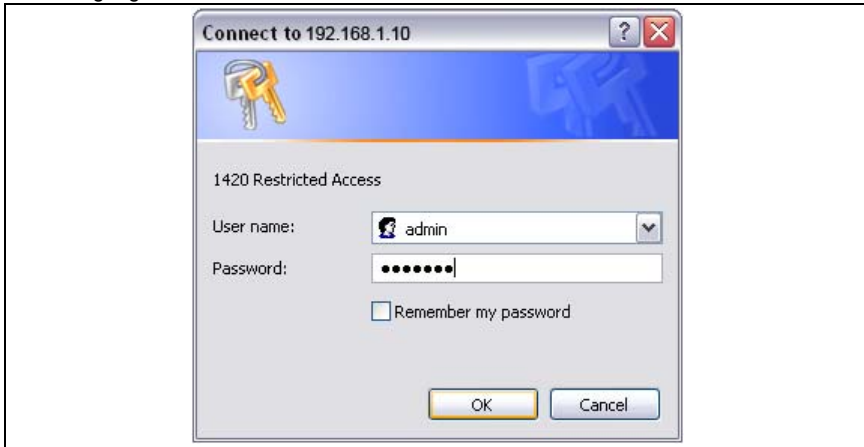 Connect to 192.168.1.10
1420 Restricted Access
User name: admin
Password: •••••••
Remember my password
OK Cancel